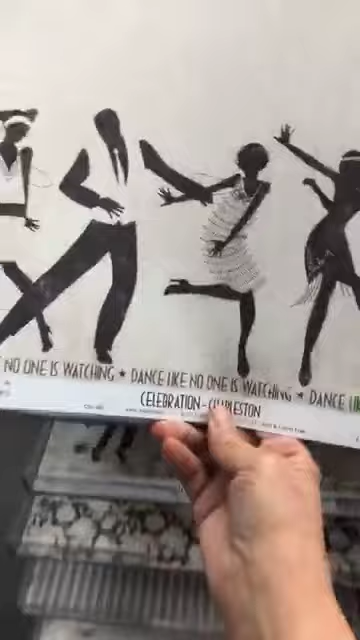 NO ONE IS WATCHING ★ DANCE LIKE NO ONE IS WATCHING ★ DANCE
CELEBRATION - CHARLESTON